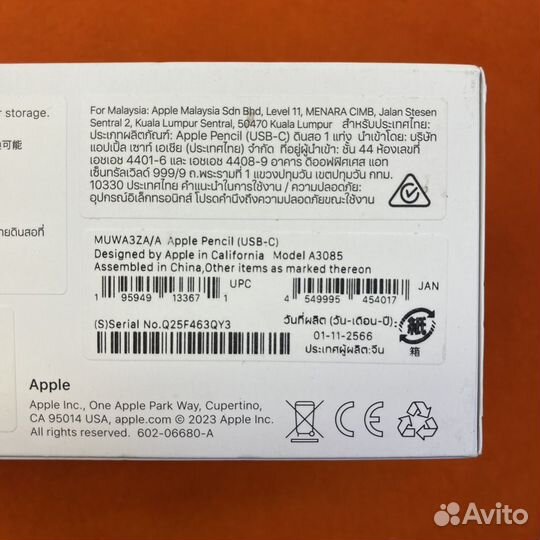 r storage.
可能
ายดินสอที่
For Malaysia: Apple Malaysia Sdn Bhd, Level 11, MENARA CIMB, Jalan Stesen
Sentral 2, Kuala Lumpur Sentral, 50470 Kuala Lumpur สำหรับประเทศไทย:
ประเภทผลิตภัณฑ์: Apple Pencil (USB-C) ดินสอ 1 แท่ง นำเข้าโดย: บริษัท
แอปเปิ้ล เซาท์ เอเชีย (ประเทศไทย) จำกัด ที่อยู่ผู้นำเข้า: ชั้น 44 ห้องเลขที่
เอชเอช 4401-6 และ เอชเอช 4408-9 อาคาร ดิออฟฟิศเศส แอท
เซ็นทรัลเวิลด์ 999/9 ถ.พระรามที่ 1 แขวงปทุมวัน เขตปทุมวัน กทม.
10330 ประเทศไทย คำแนะนำในการใช้งาน / ความปลอดภัย:
อุปกรณ์อิเล็กทรอนิกส์ โปรดคำนึงถึงความปลอดภัยขณะใช้งาน
MUWA3ZA/A Apple Pencil (USB-C)
Designed by Apple in California Model A3085
Assembled in China,Other items as marked thereon
1 95949 13367 1 UPC
4 549995 454017 JAN
(S)Serial No.Q25F463QY3
วันที่ผลิต (วัน-เดือน-ปี):
01-11-2566
ประเทศผู้ผลิต:จีน
紙
箱
Apple
Apple Inc., One Apple Park Way, Cupertino,
CA 95014 USA, apple.com © 2023 Apple Inc.
All rights reserved. 602-06680-A
Avito